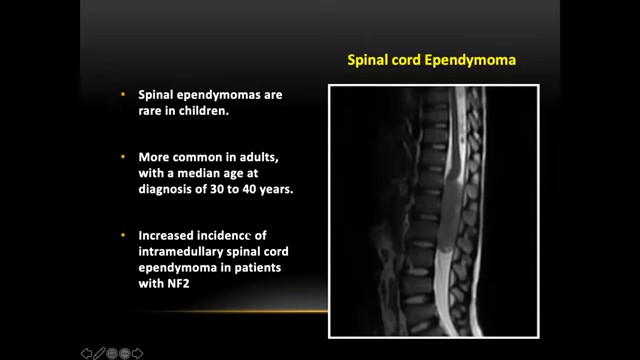 Spinal cord Ependymoma
• Spinal ependymomas are
rare in children.
• More common in adults,
with a median age at
diagnosis of 30 to 40 years.
• Increased incidence of
intramedullary spinal cord
ependymoma in patients
with NF2